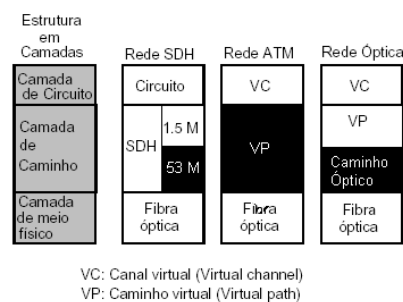 Estrutura
em
Camadas
Rede SDH
Rede ATM
Rede Óptica
Camada
de Circuito
Circuito
VC
VC
Camada
de
Caminho
SDH
1.5 M
53 M
VP
VP
Caminho
Óptico
Camada
de meio
físico
Fibra
óptica
Fibra
óptica
Fibra
óptica
VC: Canal virtual (Virtual channel)
VP: Caminho virtual (Virtual path)